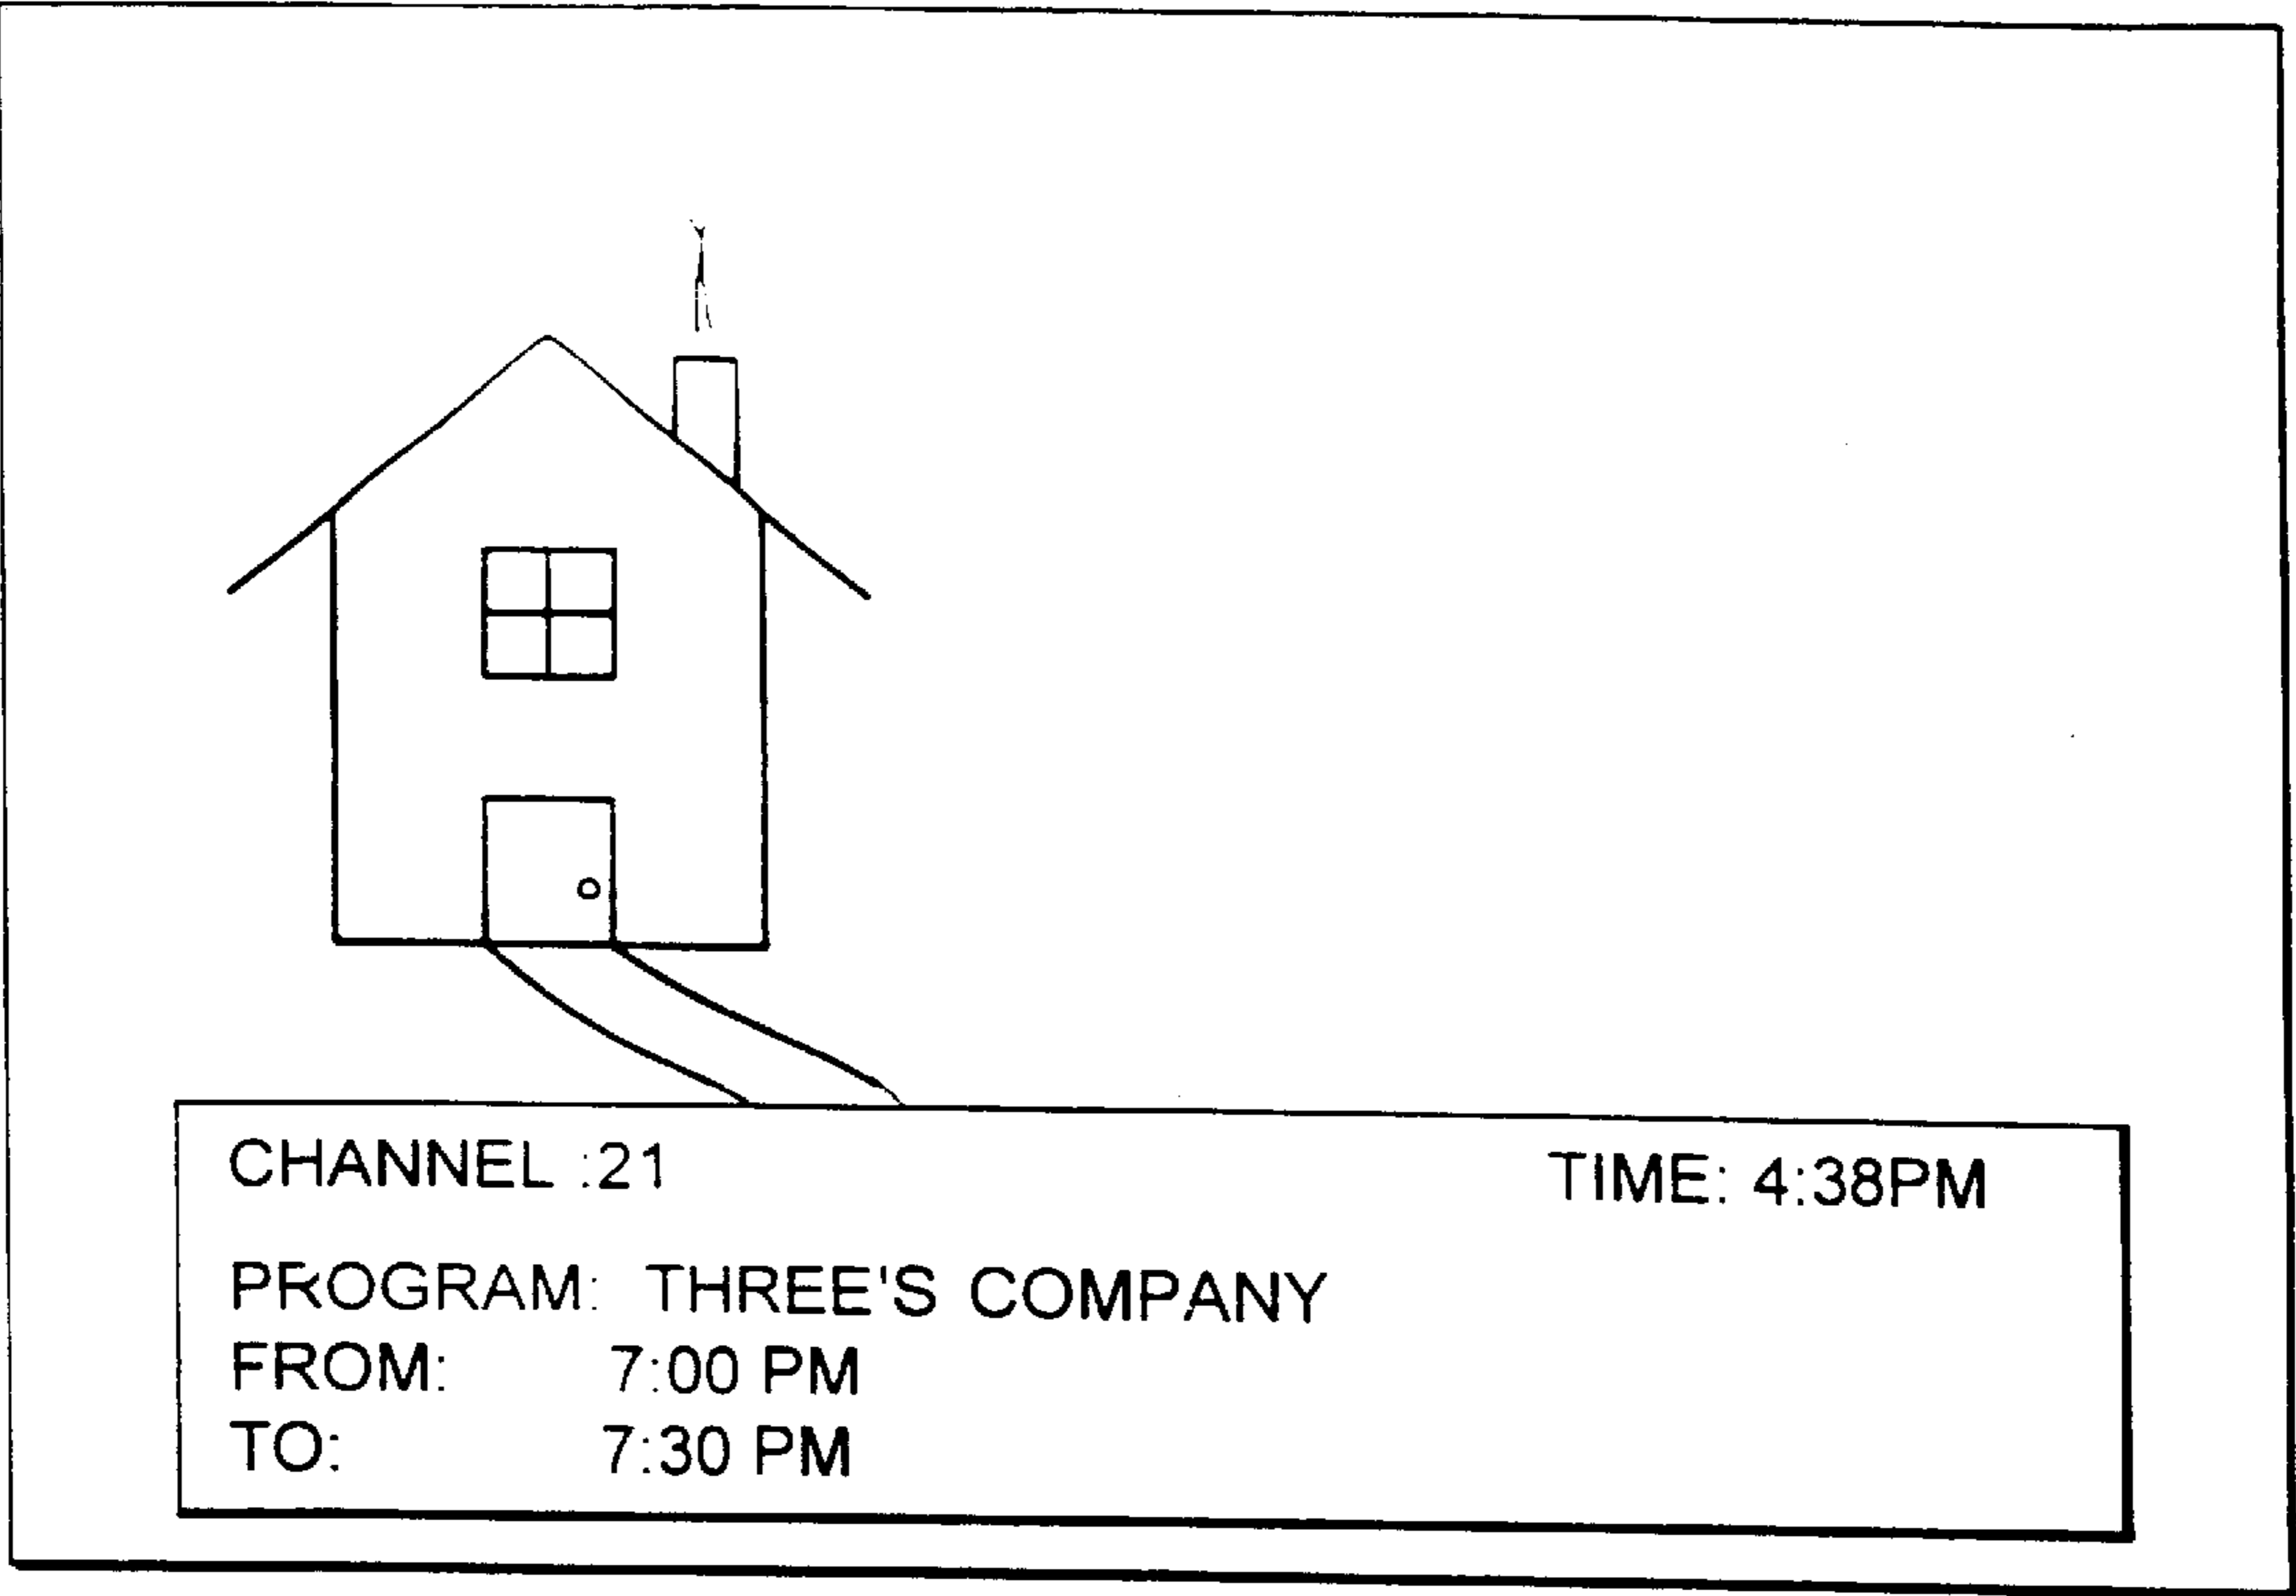 CHANNEL :21
TIME: 4:38PM
PROGRAM: THREE'S COMPANY
FROM: 7:00 PM
TO: 7:30 PM